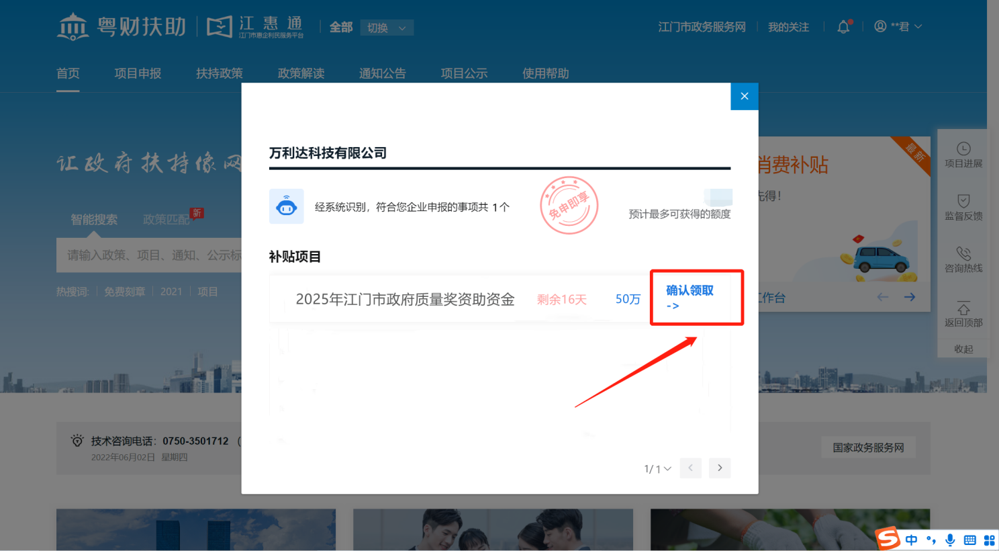 粤财扶助
江惠通
江门市惠企利民服务平台
全部
切换
江门市政务服务网
我的关注
**君
首页
项目申报
扶持政策
政策解读
通知公告
项目公示
使用帮助
让政府扶持像网
智能搜索
政策匹配
新
请输入政策、项目、通知、公示标
热搜词:
免费刻章
2021
项目
万利达科技有限公司
经系统识别，符合您企业申报的事项共 1个
免申即享
预计最多可获得的额度
补贴项目
2025年江门市政府质量奖资助资金
剩余16天
50万
确认领取
->
1/1
消费补贴
最新
先得!
工作台
项目进展
监督反馈
咨询热线
返回顶部
收起
技术咨询电话：0750-3501712 （
2022年06月02日 星期四
国家政务服务网
S
中